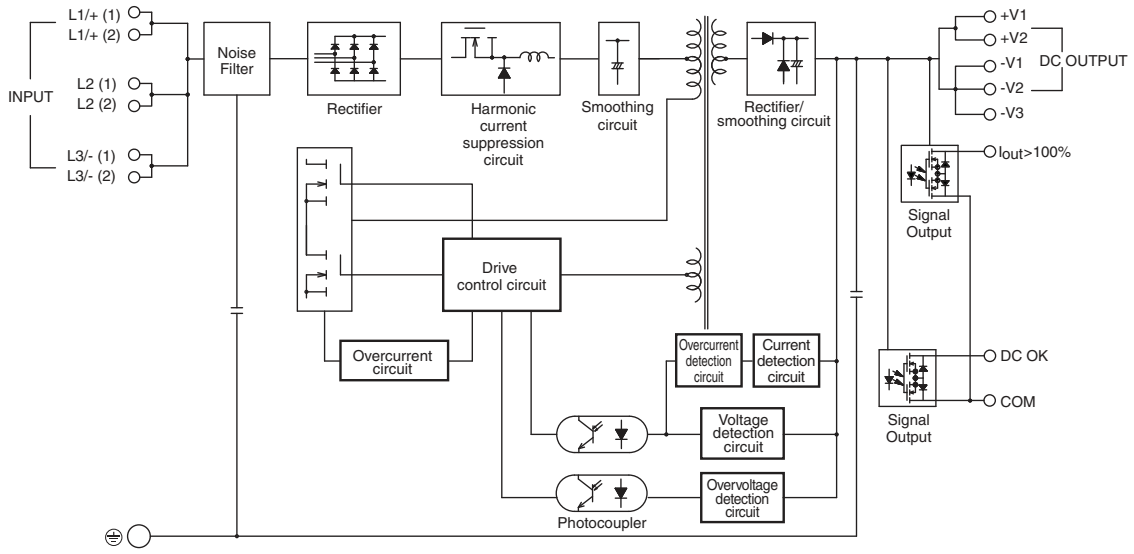 L1/+ (1)
L1/+ (2)
INPUT
L2 (1)
L2 (2)
L3/- (1)
L3/- (2)
Noise
Filter
Rectifier
Harmonic
current
suppression
circuit
Smoothing
circuit
Rectifier/
smoothing circuit
+V1
+V2
-V1
-V2
-V3
DC OUTPUT
Iout>100%
Signal
Output
Drive
control circuit
Overcurrent
circuit
Overcurrent
detection
circuit
Current
detection
circuit
DC OK
COM
Signal
Output
Voltage
detection
circuit
Overvoltage
detection
circuit
Photocoupler